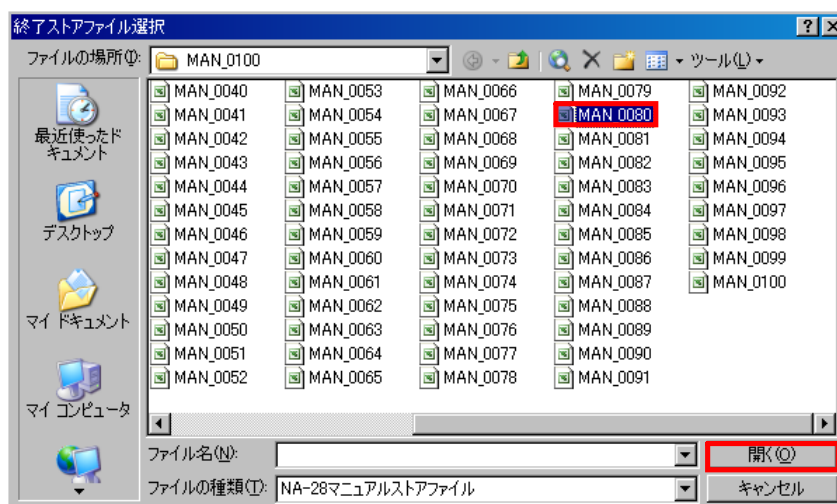 終了ストアファイル選択
ファイルの場所(I):
MAN_0100
ツール(L)
最近使ったド
キュメント
デスクトップ
マイ ドキュメント
マイ コンピュータ
MAN_0040
MAN_0041
MAN_0042
MAN_0043
MAN_0044
MAN_0045
MAN_0046
MAN_0047
MAN_0048
MAN_0049
MAN_0050
MAN_0051
MAN_0052
MAN_0053
MAN_0054
MAN_0055
MAN_0056
MAN_0057
MAN_0058
MAN_0059
MAN_0060
MAN_0061
MAN_0062
MAN_0063
MAN_0064
MAN_0065
MAN_0066
MAN_0067
MAN_0068
MAN_0069
MAN_0070
MAN_0071
MAN_0072
MAN_0073
MAN_0074
MAN_0075
MAN_0076
MAN_0077
MAN_0078
MAN_0079
MAN_0080
MAN_0081
MAN_0082
MAN_0083
MAN_0084
MAN_0085
MAN_0086
MAN_0087
MAN_0088
MAN_0089
MAN_0090
MAN_0091
MAN_0092
MAN_0093
MAN_0094
MAN_0095
MAN_0096
MAN_0097
MAN_0098
MAN_0099
MAN_0100
ファイル名(N):
開く(O)
ファイルの種類(T):
NA-28マニュアルストアファイル
キャンセル